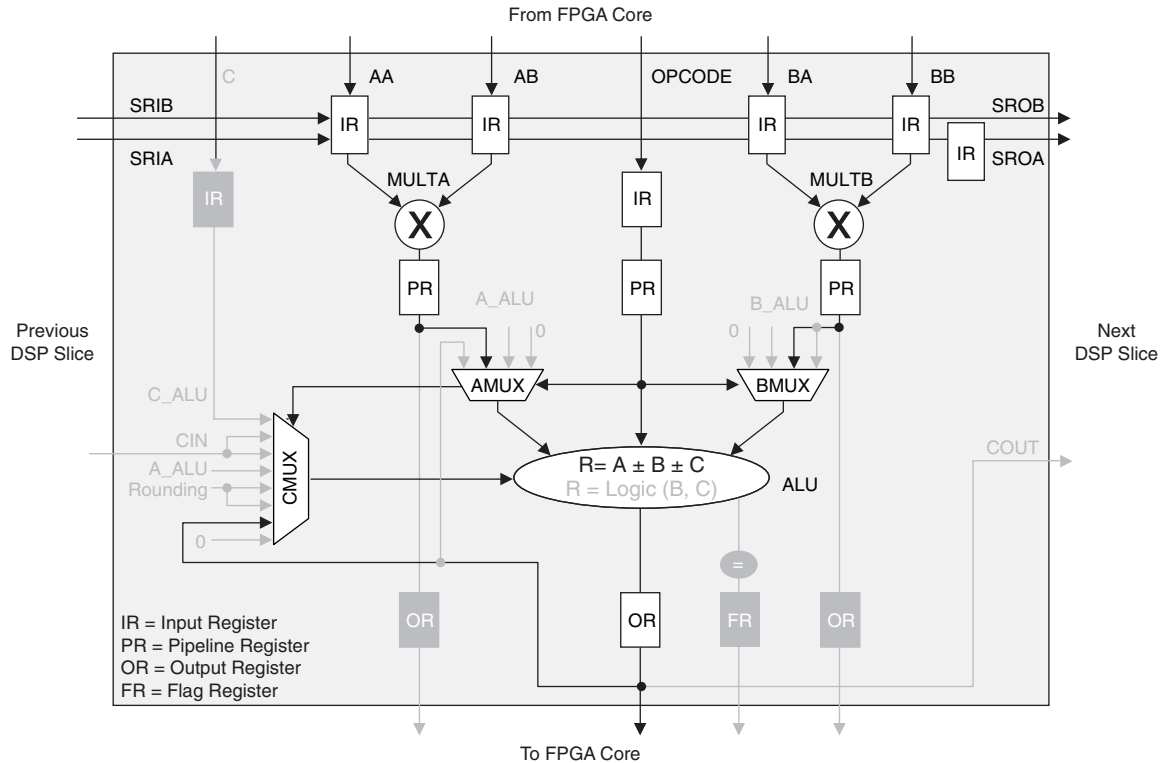 From FPGA Core
C
AA
AB
OPCODE
BA
BB
SRIB
SROB
IR
IR
IR
IR
IR
SRIA
SROA
IR
IR
MULTA
MULTB
X
X
PR
PR
PR
A_ALU
B_ALU
0
0
Previous
DSP Slice
Next
DSP Slice
AMUX
BMUX
C_ALU
CIN
A_ALU
Rounding
0
CMUX
R= A ± B ± C
R = Logic (B, C)
ALU
COUT
=
OR
OR
FR
OR
IR = Input Register
PR = Pipeline Register
OR = Output Register
FR = Flag Register
To FPGA Core